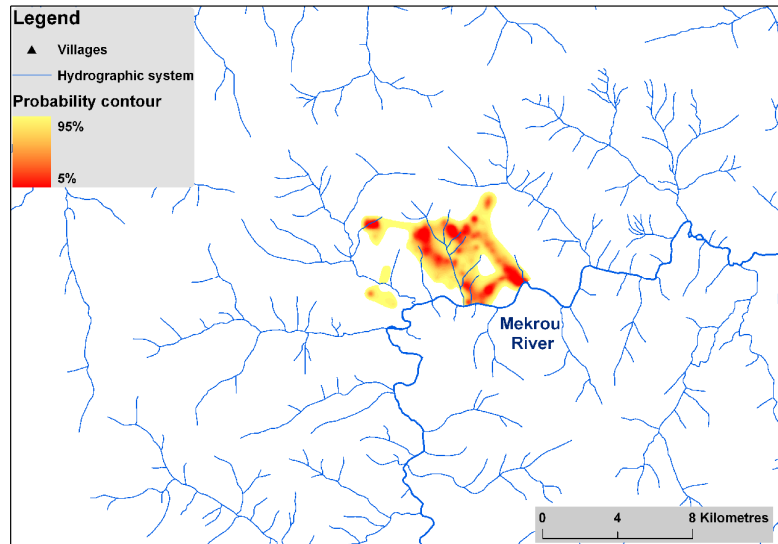 Legend
Villages
Hydrographic system
Probability contour
95%
5%
Mekrou
River
0 4 8 Kilometres